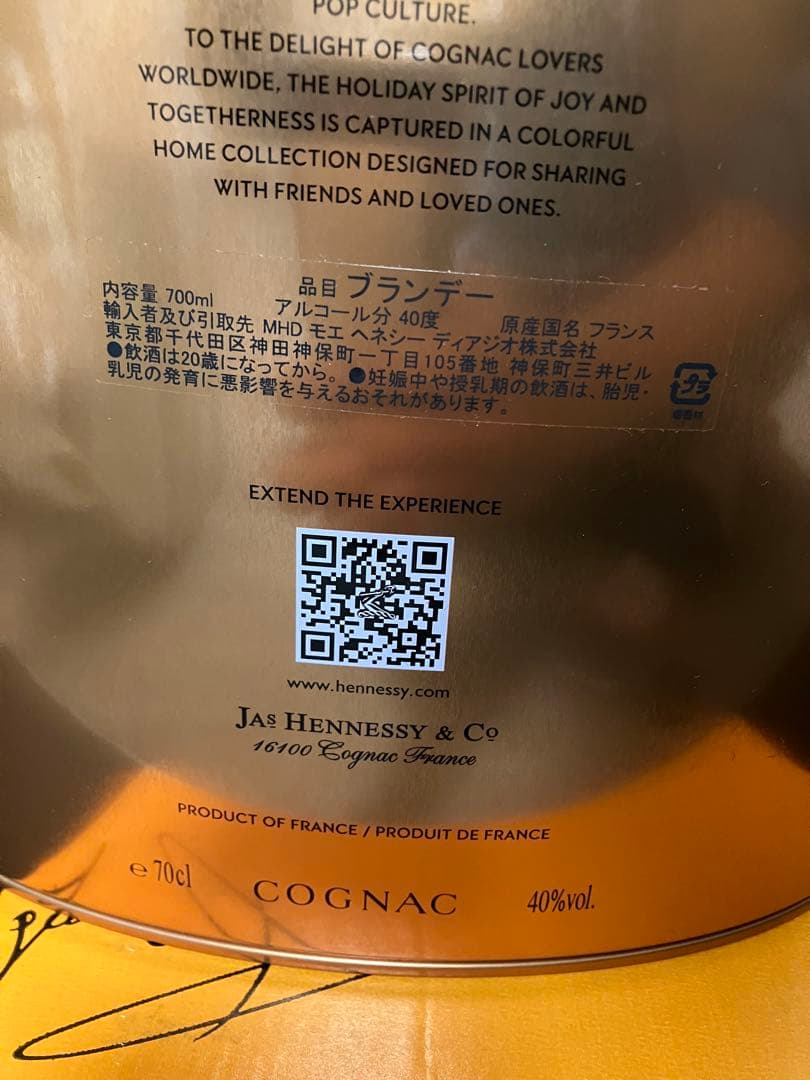 POP CULTURE.
TO THE DELIGHT OF COGNAC LOVERS
WORLDWIDE, THE HOLIDAY SPIRIT OF JOY AND
TOGETHERNESS IS CAPTURED IN A COLORFUL
HOME COLLECTION DESIGNED FOR SHARING
WITH FRIENDS AND LOVED ONES.
品目 ブランデー
内容量 700ml アルコール分 40度 原産国名 フランス
輸入者及び引取先 MHD モエ ヘネシー ディアジオ株式会社
東京都千代田区神田神保町一丁目105番地 神保町三井ビル
●飲酒は20歳になってから。●妊娠中や授乳期の飲酒は、胎児・
乳児の発育に悪影響を与えるおそれがあります。
プラ
EXTEND THE EXPERIENCE
www.hennessy.com
JAS HENNESSY & CO
16100 Cognac France
PRODUCT OF FRANCE / PRODUIT DE FRANCE
e 70cl
COGNAC
40%vol.